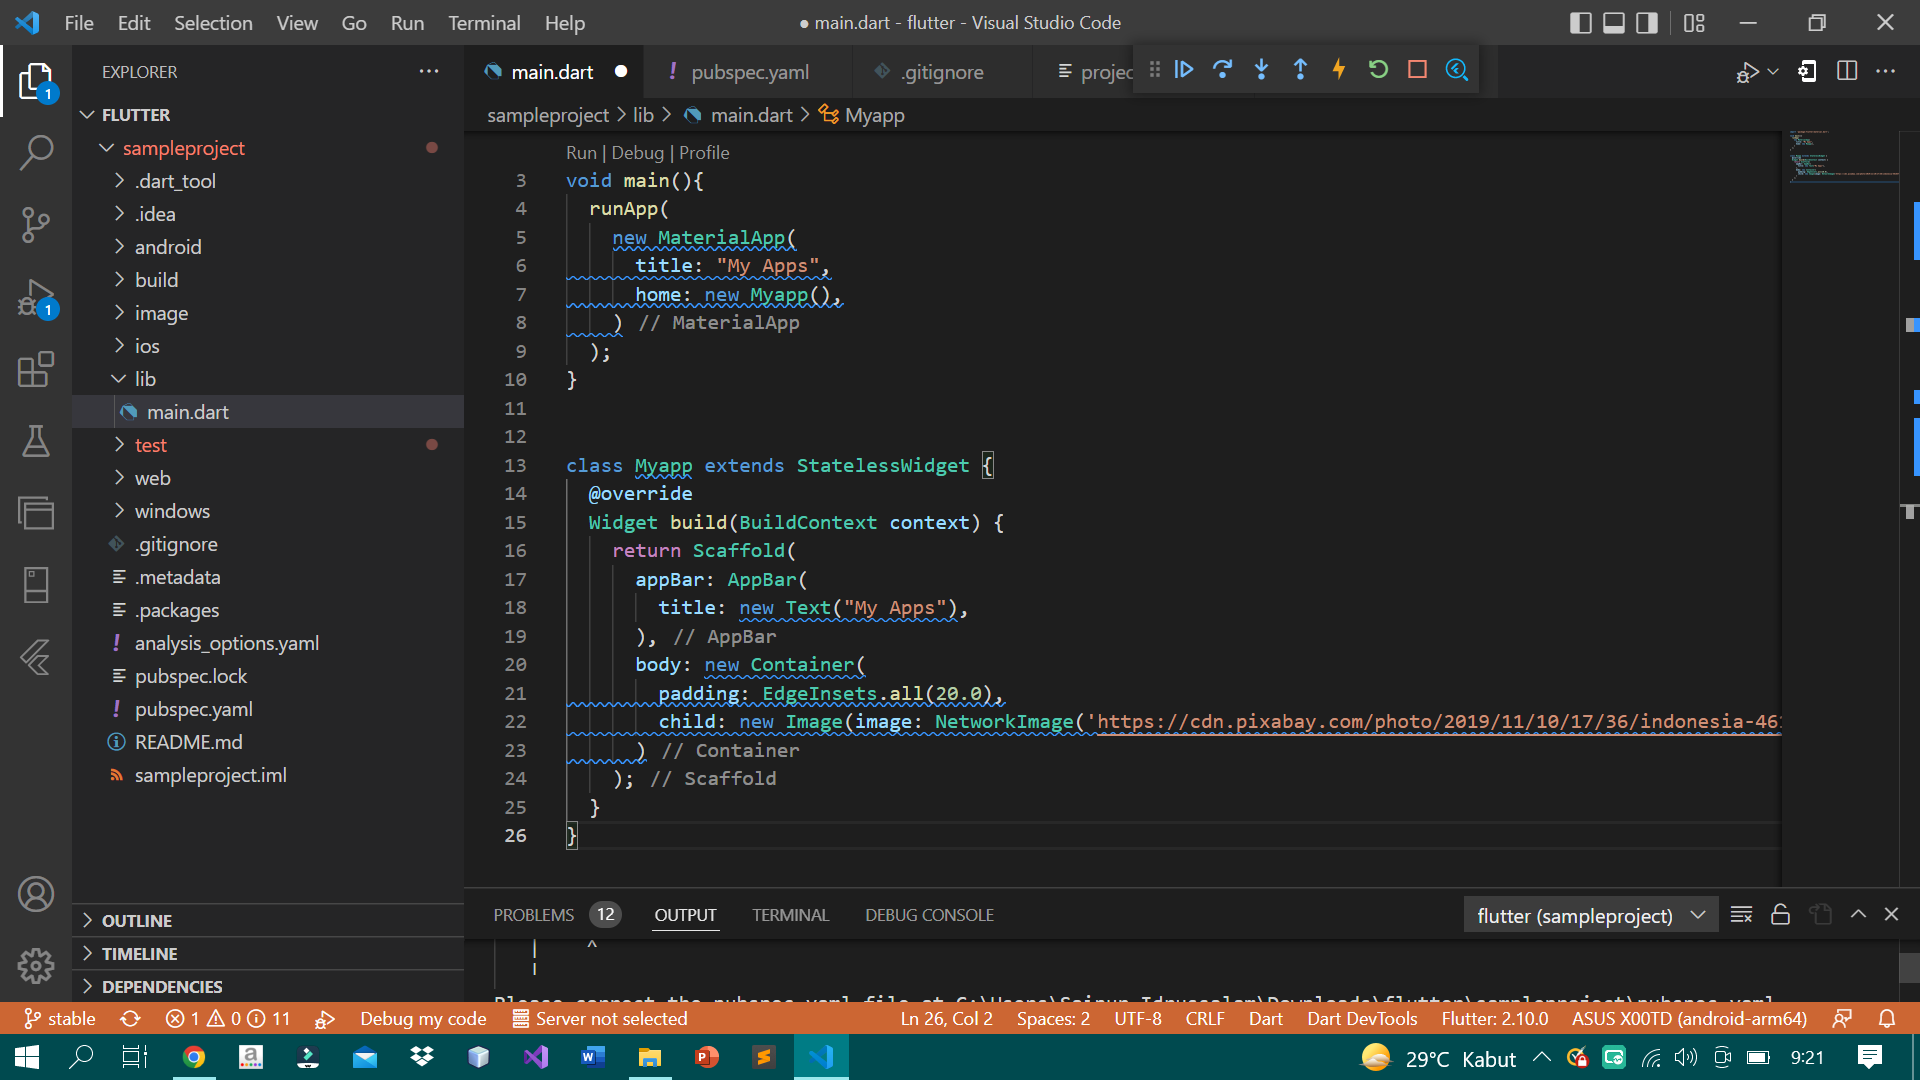 File Edit Selection View Go Run Terminal Help
● main.dart - flutter - Visual Studio Code
EXPLORER
main.dart
! pubspec.yaml
.gitignore
projec
1
FLUTTER
sampleproject > lib > main.dart > Myapp
sampleproject
.dart_tool
.idea
android
build
1
image
ios
lib
main.dart
test
web
windows
.gitignore
.metadata
.packages
! analysis_options.yaml
pubspec.lock
! pubspec.yaml
README.md
sampleproject.iml
OUTLINE
TIMELINE
DEPENDENCIES
Run | Debug | Profile
3 void main(){
4 runApp(
5 new MaterialApp(
6 title: "My Apps",
7 home: new Myapp(),
8 ) // MaterialApp
9 );
10 }
11
12
13 class Myapp extends StatelessWidget {
14 @override
15 Widget build(BuildContext context) {
16 return Scaffold(
17 appBar: AppBar(
18 title: new Text("My Apps"),
19 ), // AppBar
20 body: new Container(
21 padding: EdgeInsets.all(20.0),
22 child: new Image(image: NetworkImage('https://cdn.pixabay.com/photo/2019/11/10/17/36/indonesia-461
23 ) // Container
24 ); // Scaffold
25 }
26 }
PROBLEMS 12 OUTPUT TERMINAL DEBUG CONSOLE
flutter (sampleproject)
| ^
|
stable 1 0 11 Debug my code Server not selected
Ln 26, Col 2 Spaces: 2 UTF-8 CRLF Dart Dart DevTools Flutter: 2.10.0 ASUS X00TD (android-arm64)
29°C Kabut 9:21